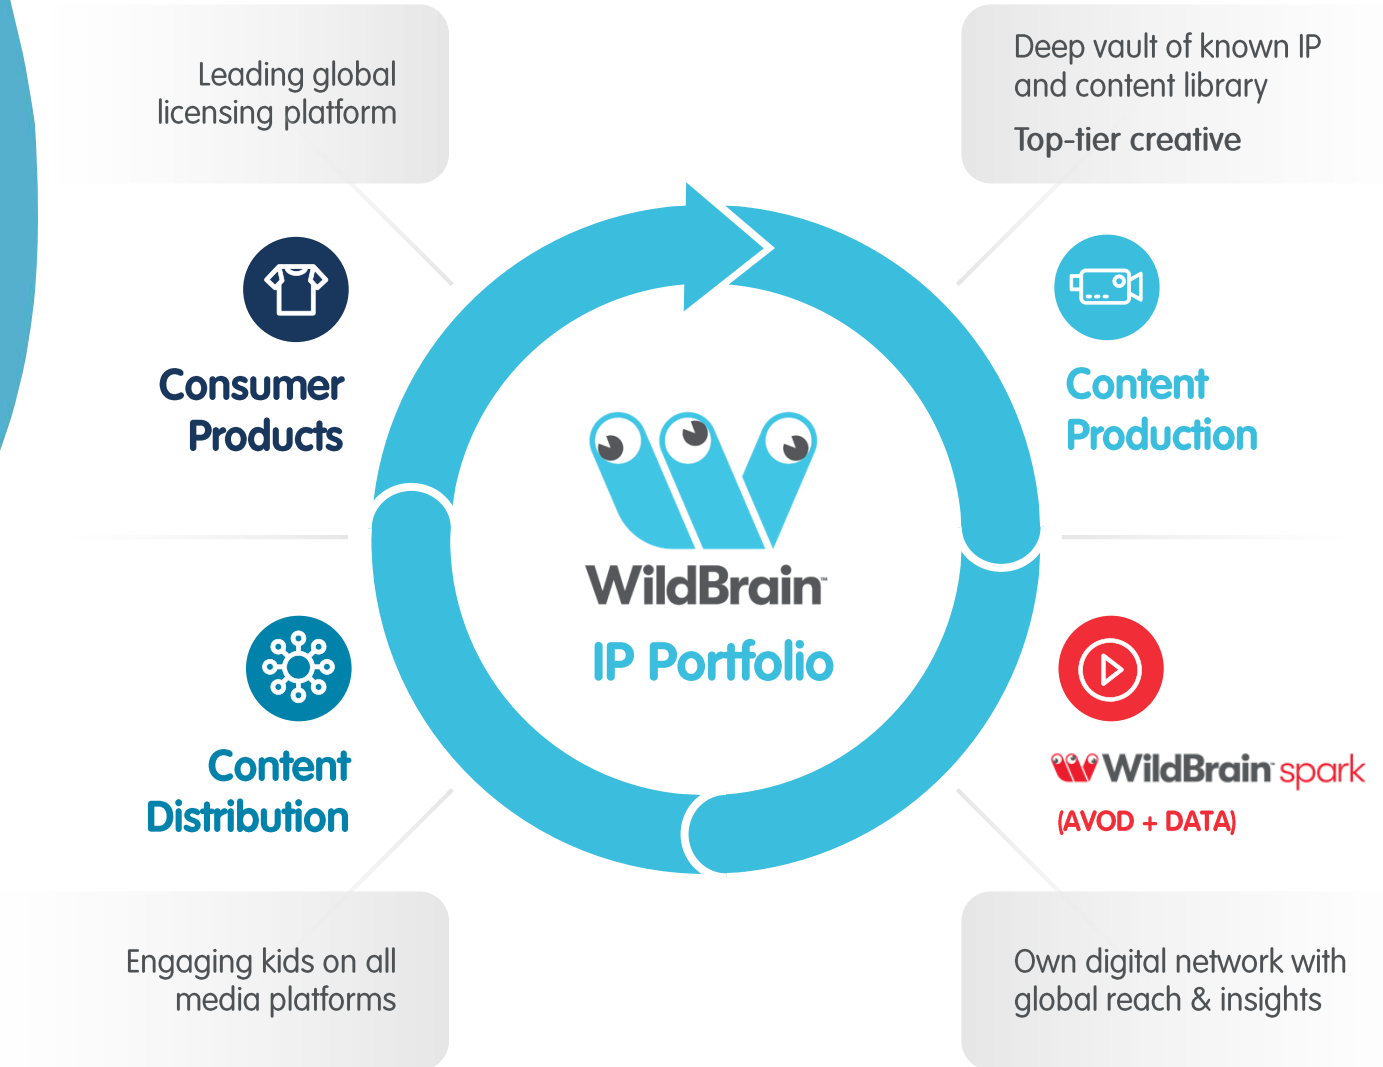 Leading global
licensing platform
Deep vault of known IP
and content library
Top-tier creative
Consumer
Products
Content
Production
WildBrain™
IP Portfolio
Content
Distribution
WildBrain™ spark
(AVOD + DATA)
Engaging kids on all
media platforms
Own digital network with
global reach & insights